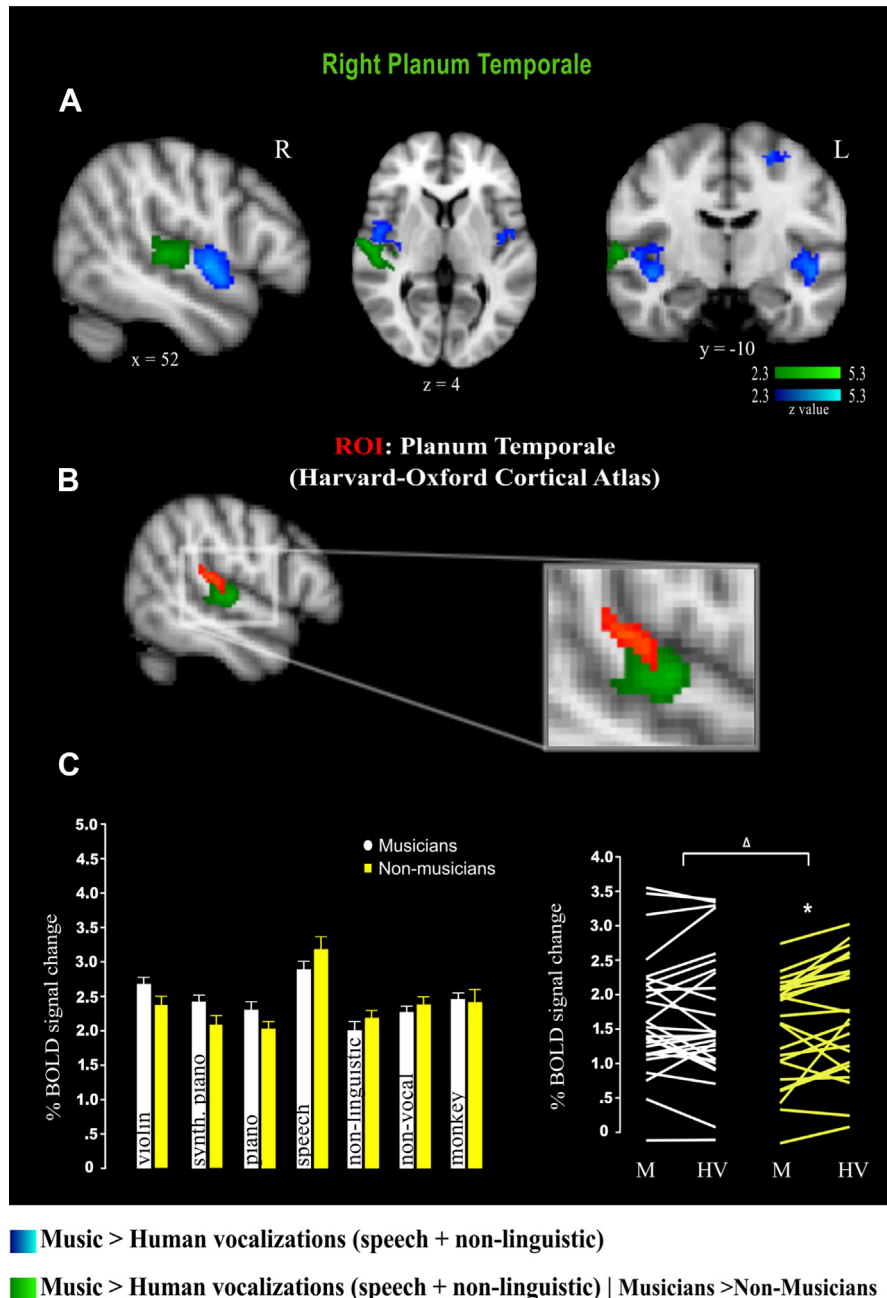 Right Planum Temporale
A
R
L
x = 52
z = 4
y = -10
2.3 5.3
2.3 5.3
z value
ROI: Planum Temporale
(Harvard-Oxford Cortical Atlas)
B
C
% BOLD signal change
5.0
4.5
4.0
3.5
3.0
2.5
2.0
1.5
1.0
.5
0
Musicians
Non-musicians
violin
synth. piano
piano
speech
non-linguistic
non-vocal
monkey
% BOLD signal change
4.0
3.5
3.0
2.5
2.0
1.5
1.0
.5
0
Δ
*
M HV M HV
Music > Human vocalizations (speech + non-linguistic)
Music > Human vocalizations (speech + non-linguistic) | Musicians >Non-Musicians